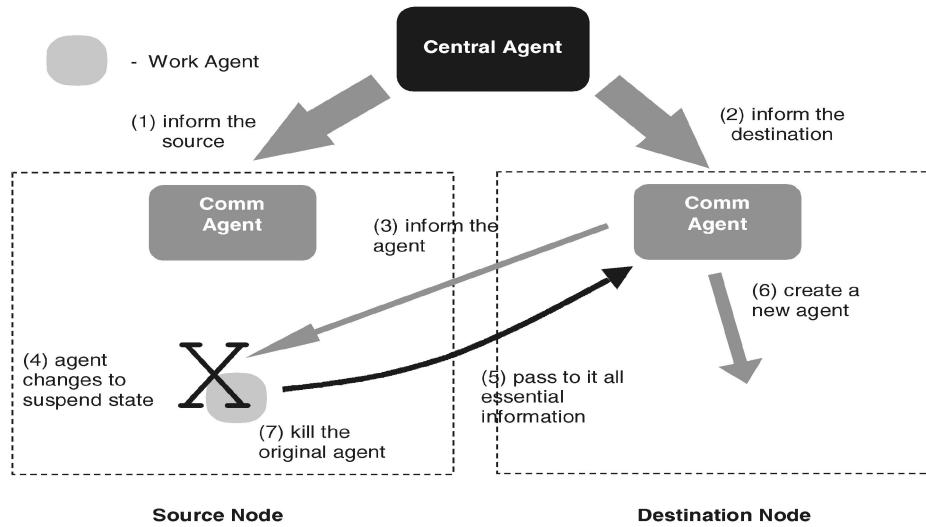 Central Agent
- Work Agent
(1) inform the
source
(2) inform the
destination
Comm
Agent
Comm
Agent
(3) inform the
agent
(6) create a
new agent
(4) agent
changes to
suspend state
X
(5) pass to it all
essential
information
(7) kill the
original agent
Source Node
Destination Node